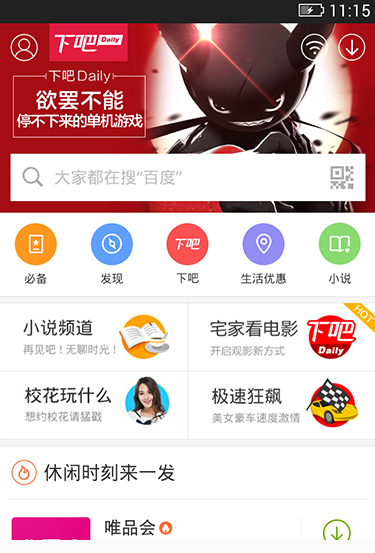 11:15
下吧 Daily
下吧 Daily
欲罢不能
停不下来的单机游戏
大家都在搜“百度”
下吧
必备
发现
下吧
生活优惠
小说
小说频道
再见吧！无聊时光！
宅家看电影
开启观影新方式
下吧
Daily
HOT
校花玩什么
想约校花请猛戳
极速狂飙
美女豪车速度激情
休闲时刻来一发
唯品会